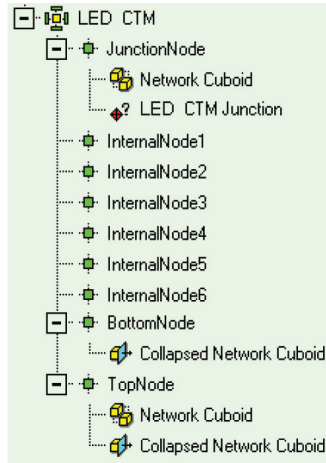 LED CTM
JunctionNode
Network Cuboid
? LED CTM Junction
InternalNode1
InternalNode2
InternalNode3
InternalNode4
InternalNode5
InternalNode6
BottomNode
Collapsed Network Cuboid
TopNode
Network Cuboid
Collapsed Network Cuboid